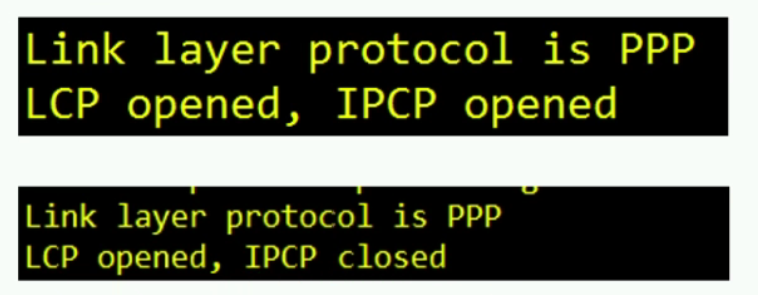 Link layer protocol is PPP
LCP opened, IPCP opened
Link layer protocol is PPP
LCP opened, IPCP closed